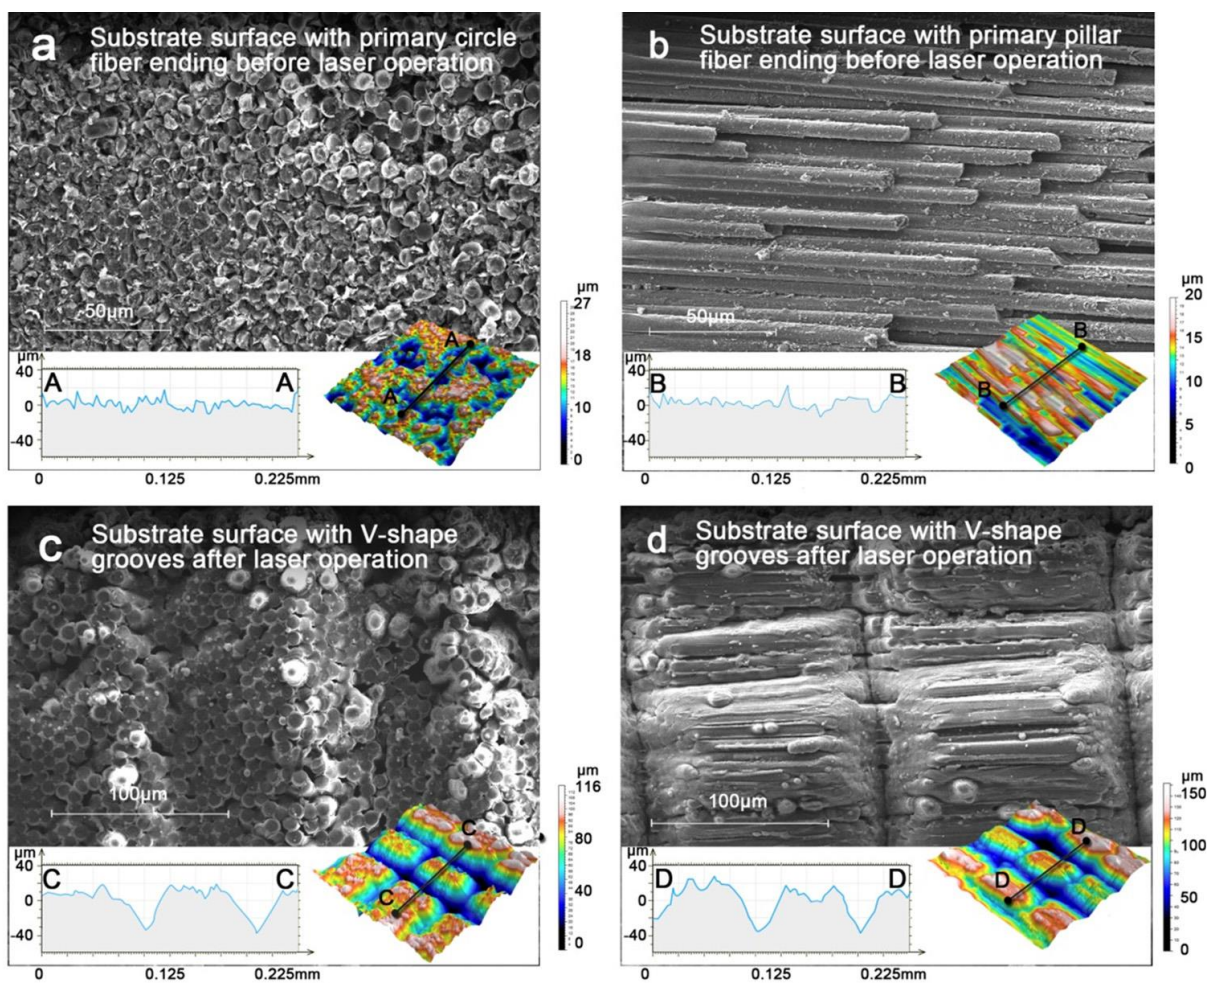 a
Substrate surface with primary circle
fiber ending before laser operation
50μm
μm
27
18
10
0
A
A
μm
40
0
-40
A
A
0
0.125
0.225mm
b
Substrate surface with primary pillar
fiber ending before laser operation
50μm
μm
20
15
10
5
0
B
B
μm
40
0
-40
B
B
0
0.125
0.225mm
c
Substrate surface with V-shape
grooves after laser operation
100μm
μm
116
80
40
0
C
C
μm
40
0
-40
C
C
0
0.125
0.225mm
d
Substrate surface with V-shape
grooves after laser operation
100μm
μm
150
100
50
0
D
D
μm
40
0
-40
D
D
0
0.125
0.225mm